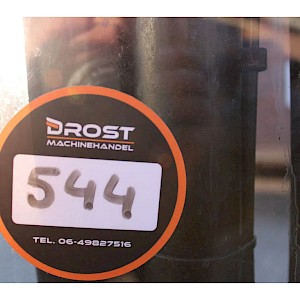 DROST
MACHINEHANDEL
544
TEL. 06-49827516